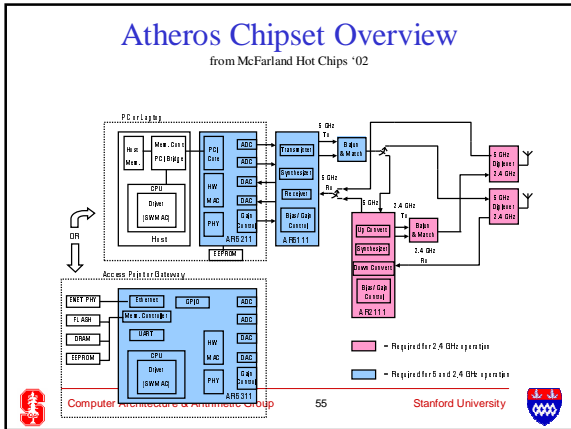 Atheros Chipset Overview
from McFarland Hot Chips ‘02
PC or Laptop
Host
Mem.
Mem. Cont.
PCI Bridge
CPU
Driver
(SW MAC)
Host
PCI
Core
HW
MAC
PHY
ADC
ADC
DAC
DAC
Gain
Control
AR5211
EEPROM
Transmitter
Synthesizer
Receiver
Bias/Gain
Control
AR5111
5 GHz
Tx
Balun
& Match
5 GHz
Rx
5 GHz
2.4 GHz
Tx
Up Convert
Synthesizer
Down Convert
Bias/Gain
Control
AR2111
Balun
& Match
2.4 GHz
Rx
5 GHz
Diplexer
2.4 GHz
5 GHz
Diplexer
2.4 GHz
OR
Access Point or Gateway
ENET PHY
FLASH
DRAM
EEPROM
Ethernet
GPIO
Mem. Controller
UART
CPU
Driver
(SW MAC)
HW
MAC
PHY
ADC
ADC
DAC
DAC
Gain
Control
AR5311
= Required for 2.4 GHz operation
= Required for 5 and 2.4 GHz operation
Computer Architecture & Arithmetic Group
55
Stanford University